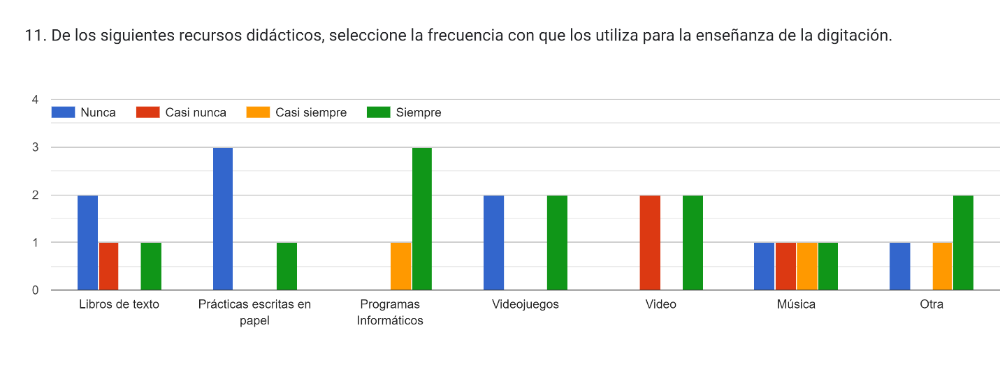 11. De los siguientes recursos didácticos, seleccione la frecuencia con que los utiliza para la enseñanza de la digitación.
4
Nunca Casi nunca Casi siempre Siempre
3
2
1
0
Libros de texto Prácticas escritas en Programas Videojuegos Video Música Otra
papel Informáticos